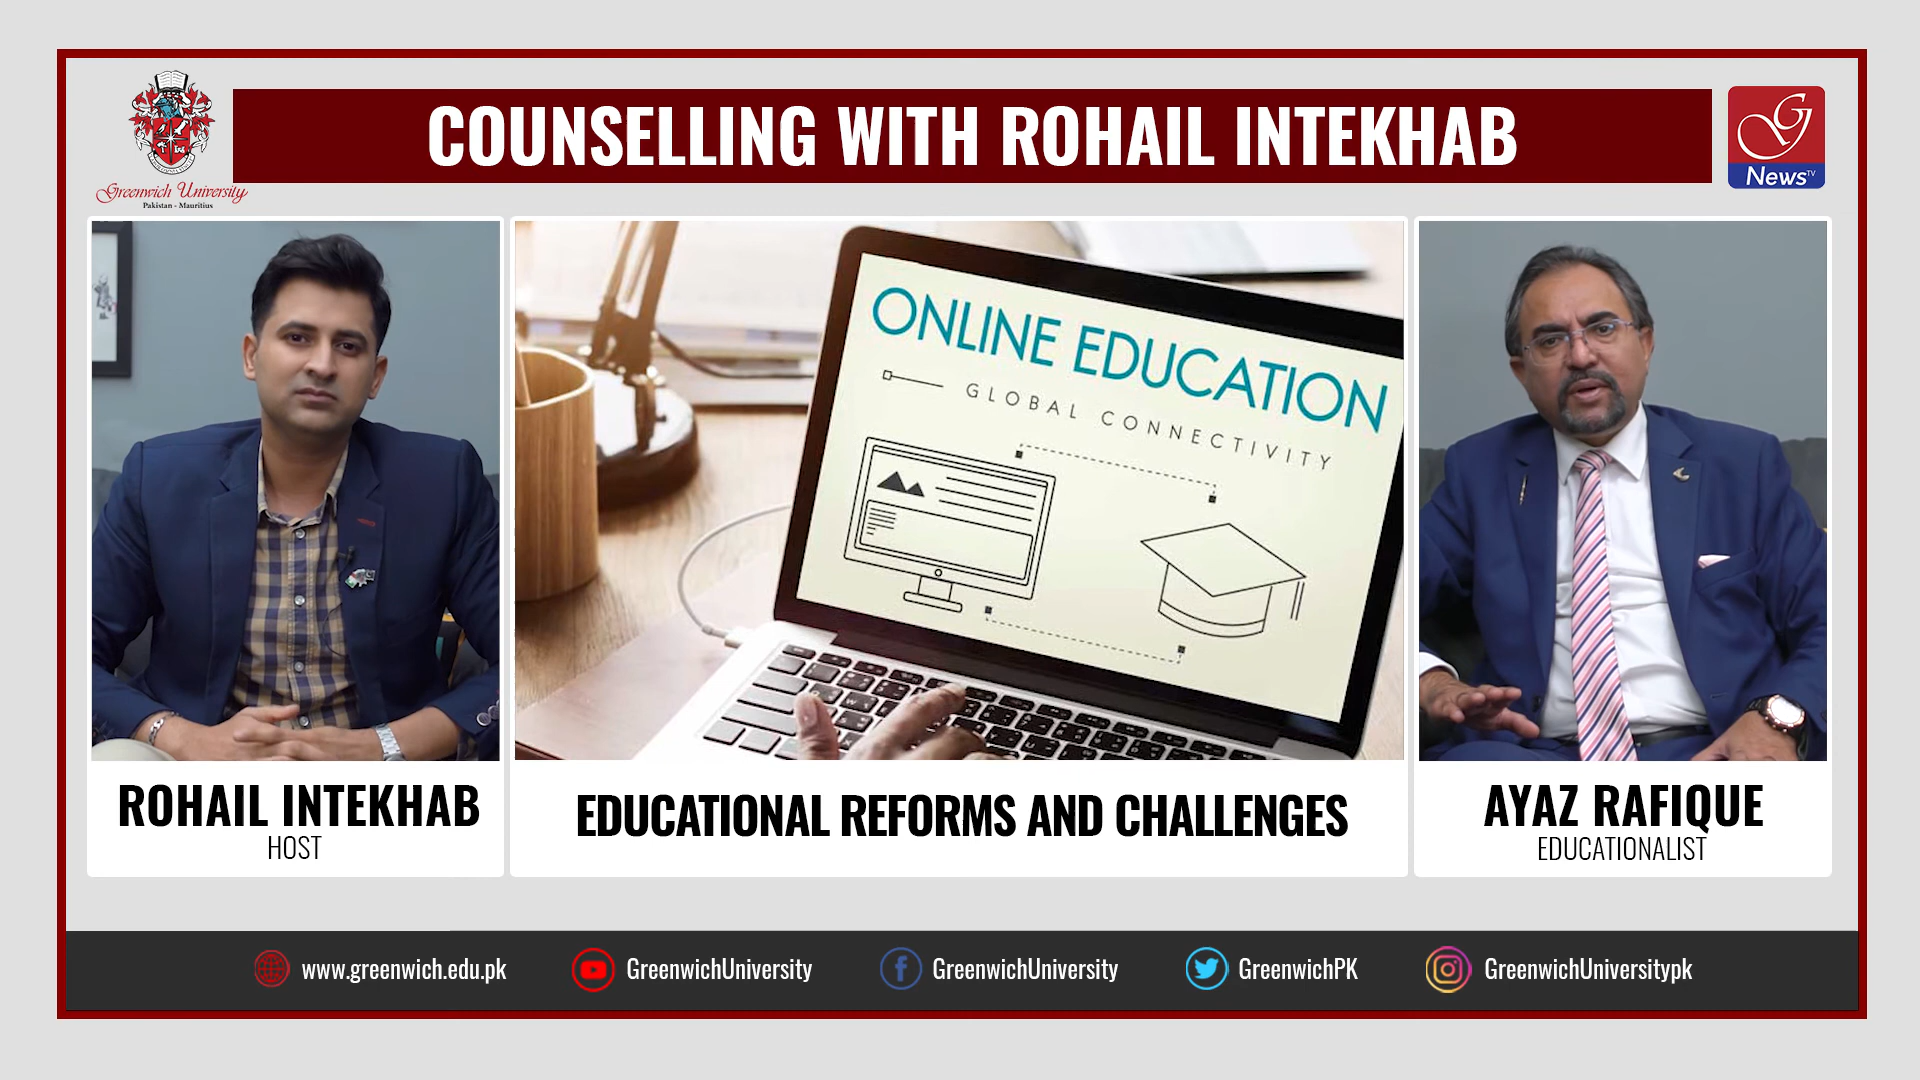 COUNSELLING WITH ROHAIL INTEKHAB
Greenwich University
Pakistan - Mauritius
G
News TV
ONLINE EDUCATION
GLOBAL CONNECTIVITY
ROHAIL INTEKHAB
HOST
EDUCATIONAL REFORMS AND CHALLENGES
AYAZ RAFIQUE
EDUCATIONALIST
www.greenwich.edu.pk
GreenwichUniversity
GreenwichUniversity
GreenwichPK
GreenwichUniversitypk